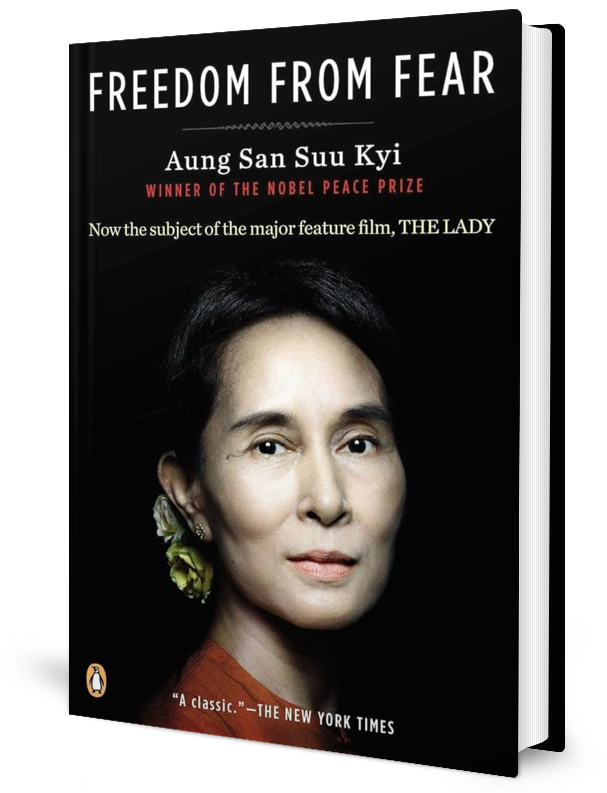 FREEDOM FROM FEAR
Aung San Suu Kyi
WINNER OF THE NOBEL PEACE PRIZE
Now the subject of the major feature film, THE LADY
“A classic.”—THE NEW YORK TIMES